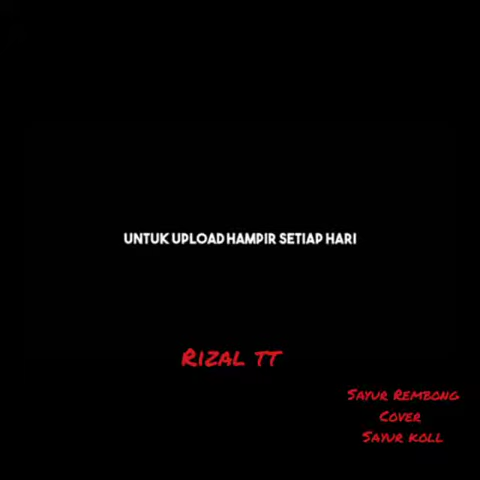 UNTUK UPLOAD HAMPIR SETIAP HARI
RIZAL TT
SAYUR REMBONG
COVER
SAYUR KOLL